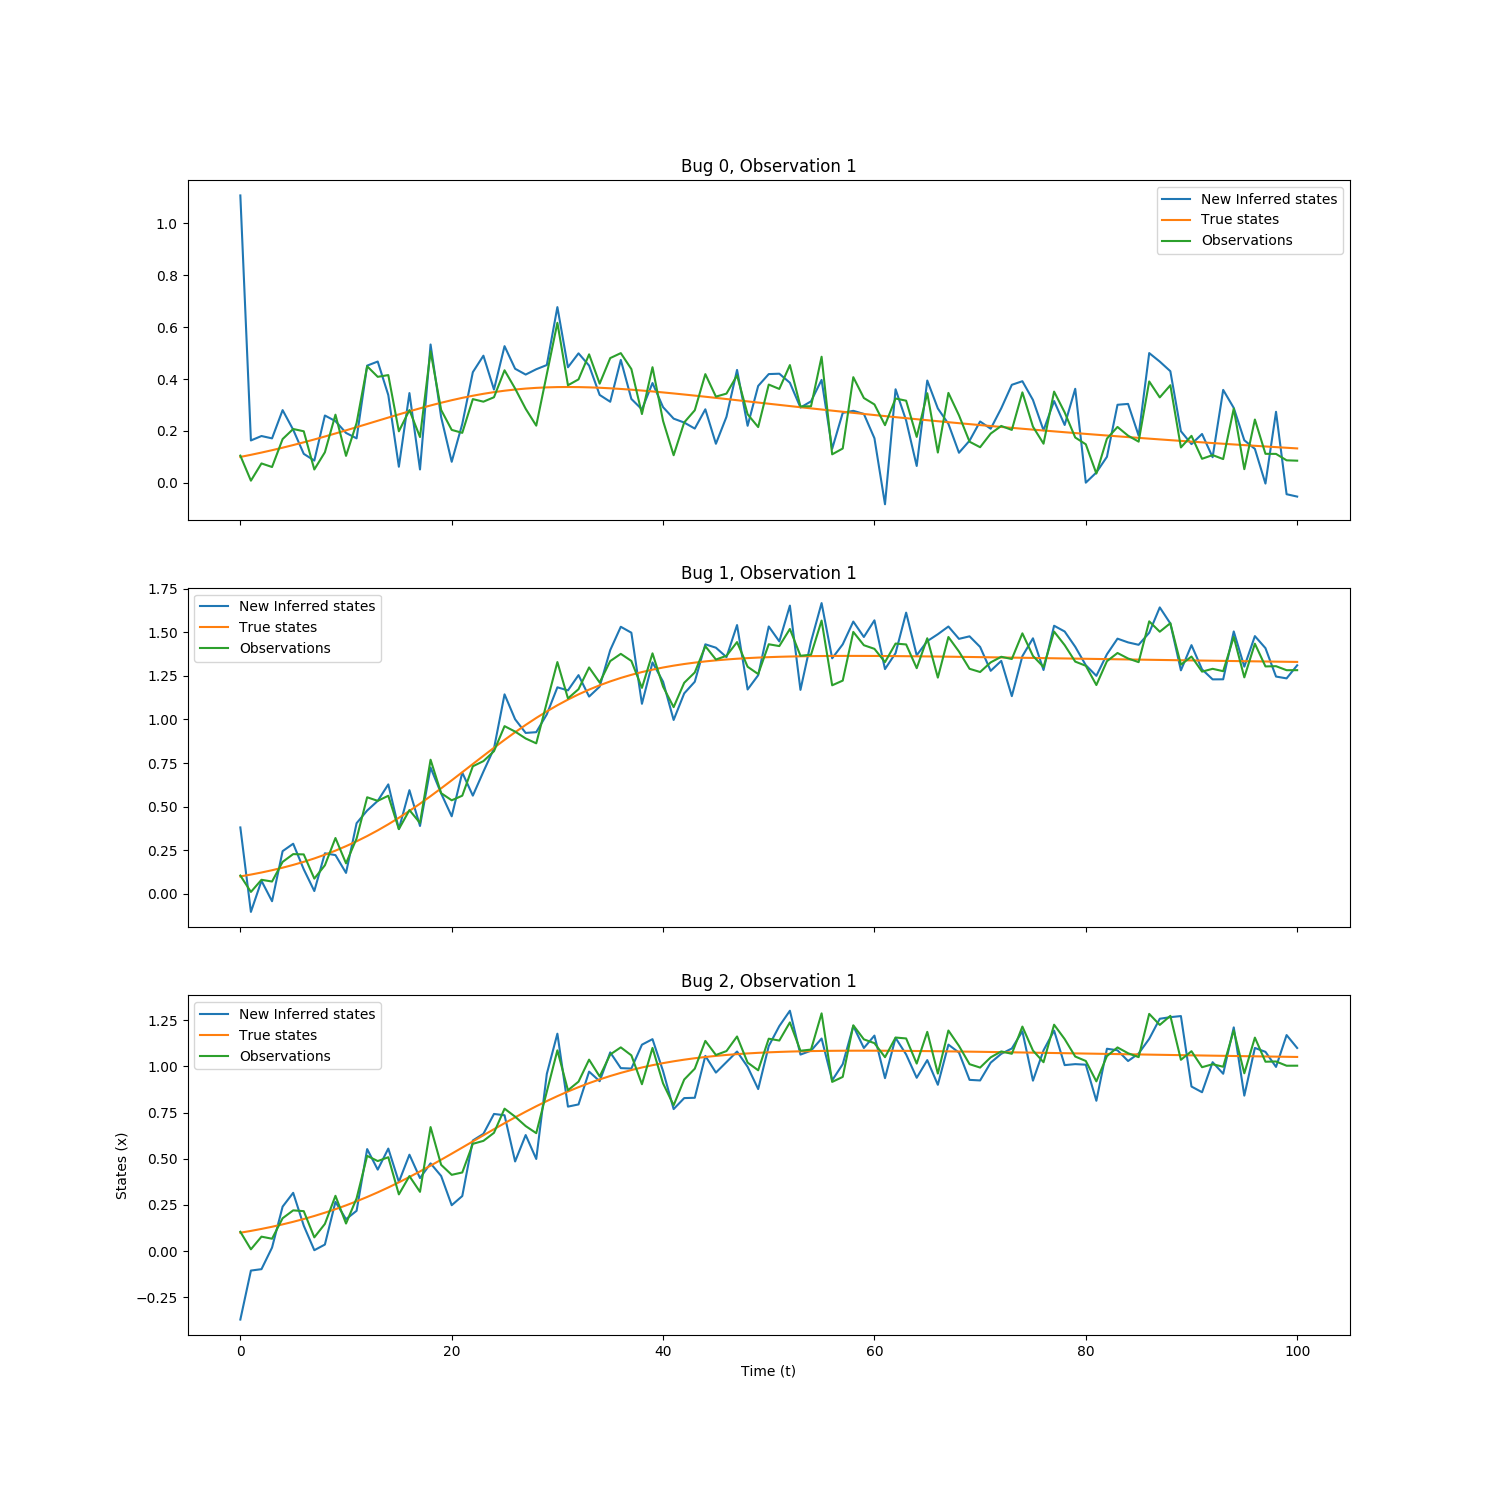 Bug 0, Observation 1
New Inferred states
True states
Observations
1.0
0.8
0.6
0.4
0.2
0.0
Bug 1, Observation 1
New Inferred states
True states
Observations
1.75
1.50
1.25
1.00
0.75
0.50
0.25
0.00
Bug 2, Observation 1
New Inferred states
True states
Observations
1.25
1.00
0.75
0.50
0.25
0.00
−0.25
States (x)
0 20 40 60 80 100
Time (t)